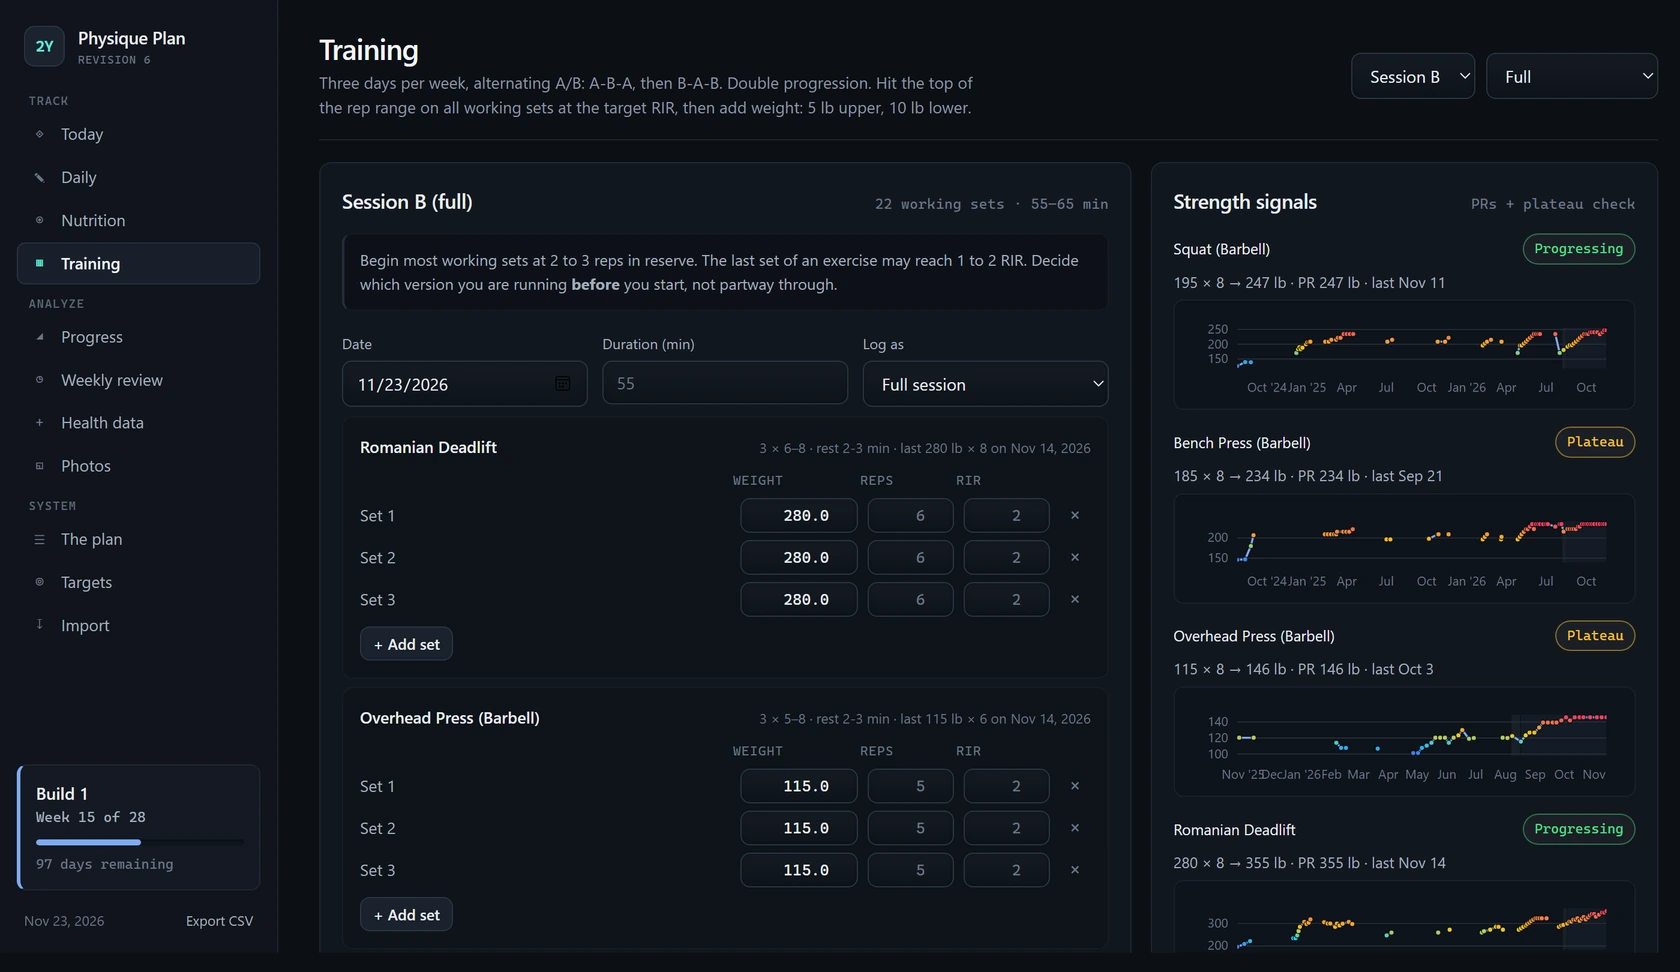 2Y
Physique Plan
REVISION 6
TRACK
Today
Daily
Nutrition
Training
ANALYZE
Progress
Weekly review
Health data
Photos
SYSTEM
The plan
Targets
Import
Build 1
Week 15 of 28
97 days remaining
Nov 23, 2026
Export CSV
Training
Three days per week, alternating A/B: A-B-A, then B-A-B. Double progression. Hit the top of
the rep range on all working sets at the target RIR, then add weight: 5 lb upper, 10 lb lower.
Session B
Full
Session B (full)
22 working sets · 55–65 min
Begin most working sets at 2 to 3 reps in reserve. The last set of an exercise may reach 1 to 2 RIR. Decide
which version you are running before you start, not partway through.
Date
Duration (min)
Log as
11/23/2026
55
Full session
Romanian Deadlift
3 × 6–8 · rest 2-3 min · last 280 lb × 8 on Nov 14, 2026
WEIGHT REPS RIR
Set 1 280.0 6 2 ×
Set 2 280.0 6 2 ×
Set 3 280.0 6 2 ×
+ Add set
Overhead Press (Barbell)
3 × 5–8 · rest 2-3 min · last 115 lb × 6 on Nov 14, 2026
WEIGHT REPS RIR
Set 1 115.0 5 2 ×
Set 2 115.0 5 2 ×
Set 3 115.0 5 2 ×
+ Add set
Strength signals
PRs + plateau check
Squat (Barbell)
Progressing
195 × 8 → 247 lb · PR 247 lb · last Nov 11
250
200
150
Oct '24 Jan '25 Apr Jul Oct Jan '26 Apr Jul Oct
Bench Press (Barbell)
Plateau
185 × 8 → 234 lb · PR 234 lb · last Sep 21
200
150
Oct '24 Jan '25 Apr Jul Oct Jan '26 Apr Jul Oct
Overhead Press (Barbell)
Plateau
115 × 8 → 146 lb · PR 146 lb · last Oct 3
140
120
100
Nov '25 Dec Jan '26 Feb Mar Apr May Jun Jul Aug Sep Oct Nov
Romanian Deadlift
Progressing
280 × 8 → 355 lb · PR 355 lb · last Nov 14
300
200